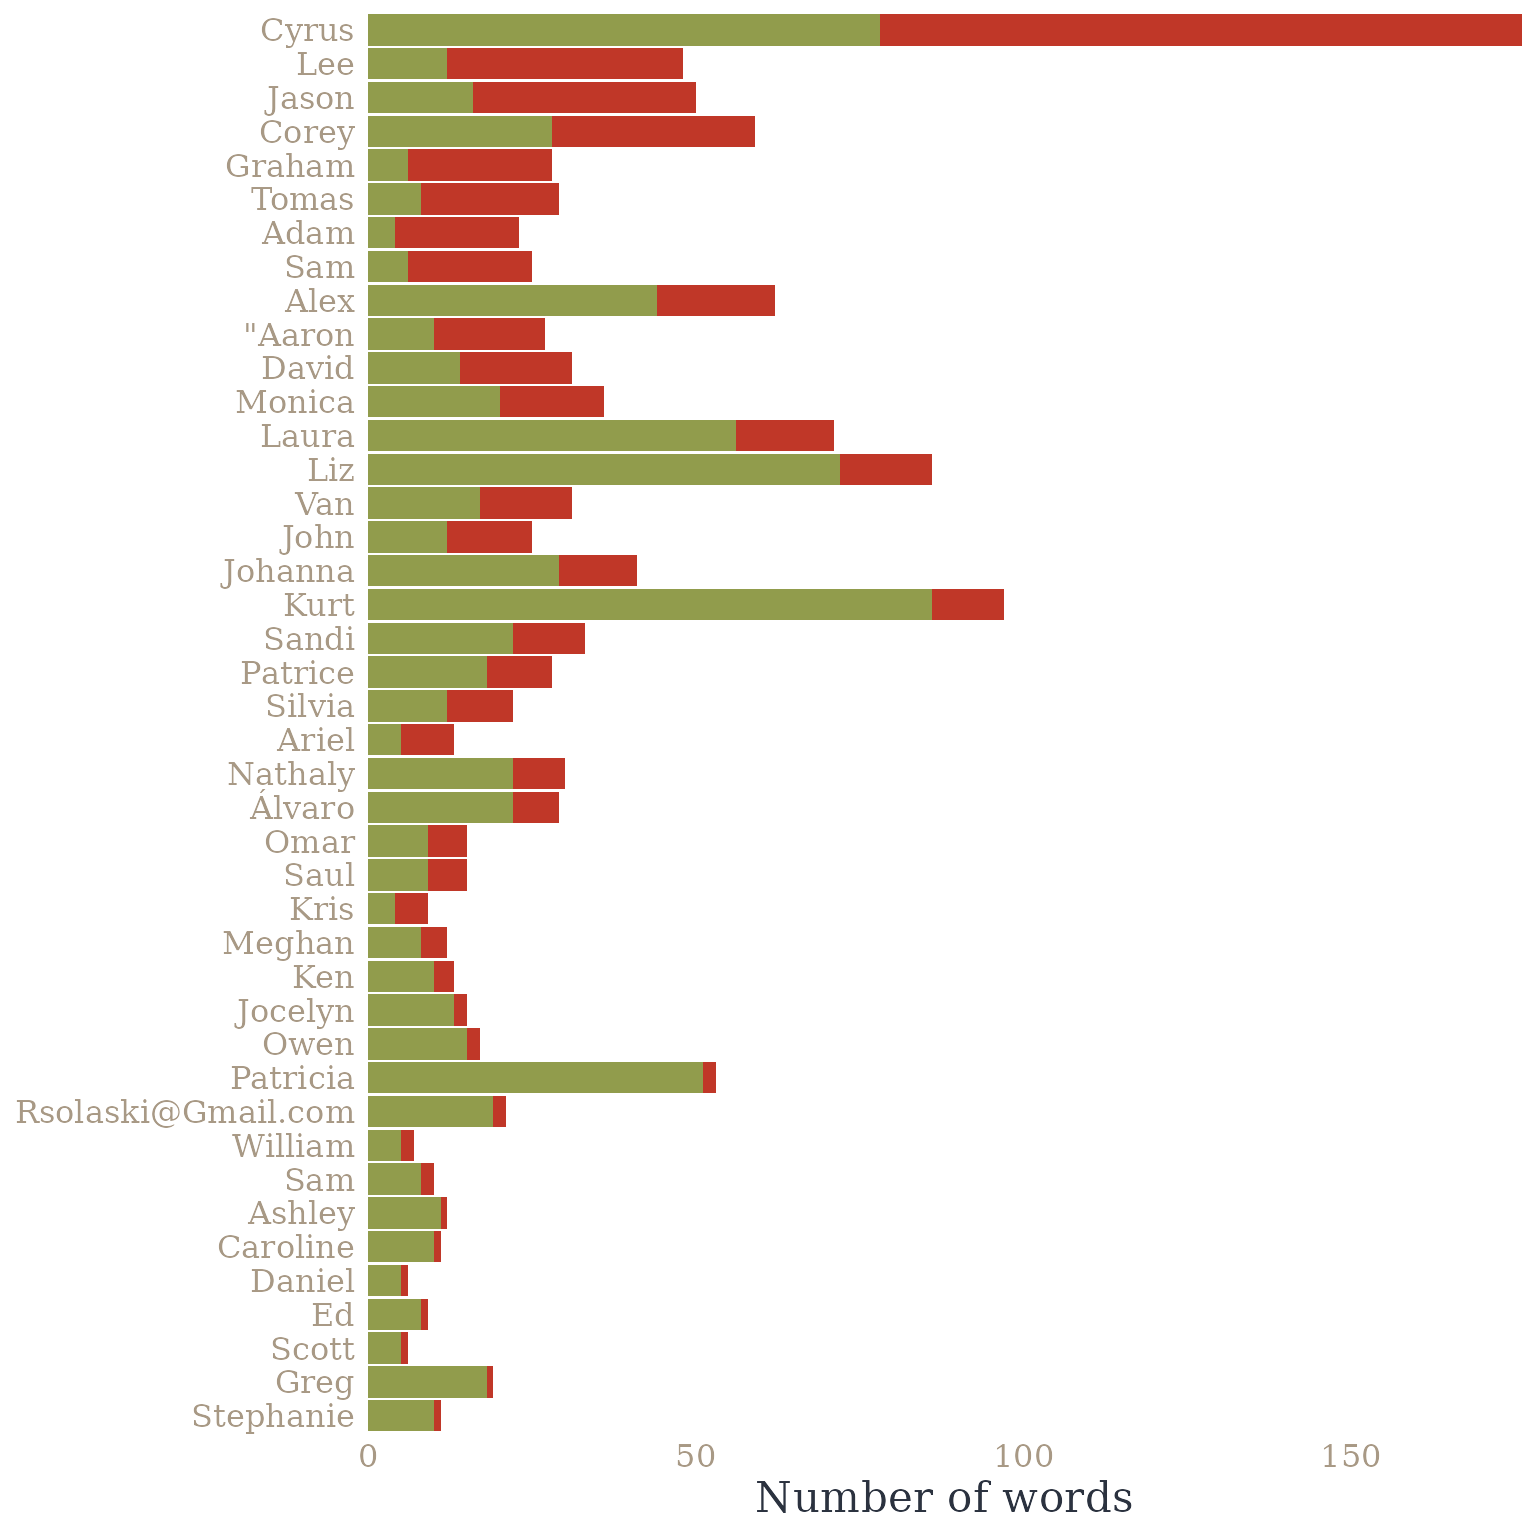 Cyrus
Lee
Jason
Corey
Graham
Tomas
Adam
Sam
Alex
"Aaron
David
Monica
Laura
Liz
Van
John
Johanna
Kurt
Sandi
Patrice
Silvia
Ariel
Nathaly
Álvaro
Omar
Saul
Kris
Meghan
Ken
Jocelyn
Owen
Patricia
Rsolaski@Gmail.com
William
Sam
Ashley
Caroline
Daniel
Ed
Scott
Greg
Stephanie
0 50 100 150
Number of words